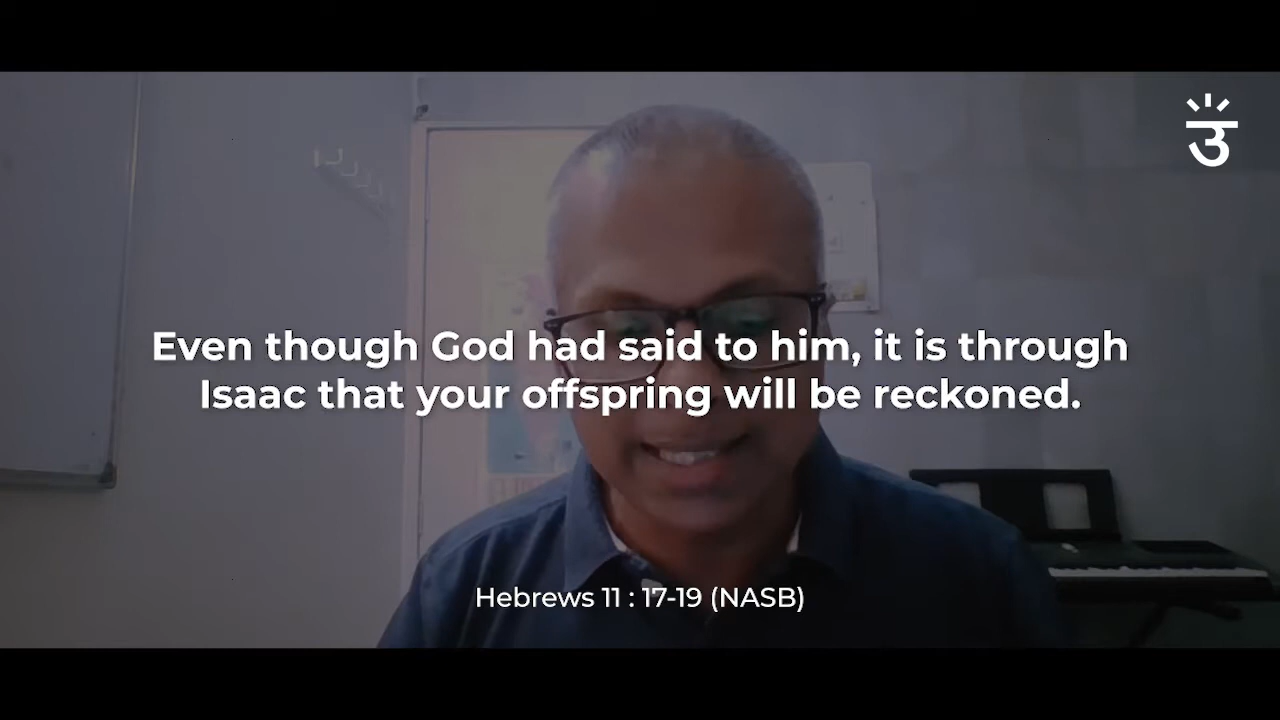 उ
Even though God had said to him, it is through
Isaac that your offspring will be reckoned.
Hebrews 11 : 17-19 (NASB)